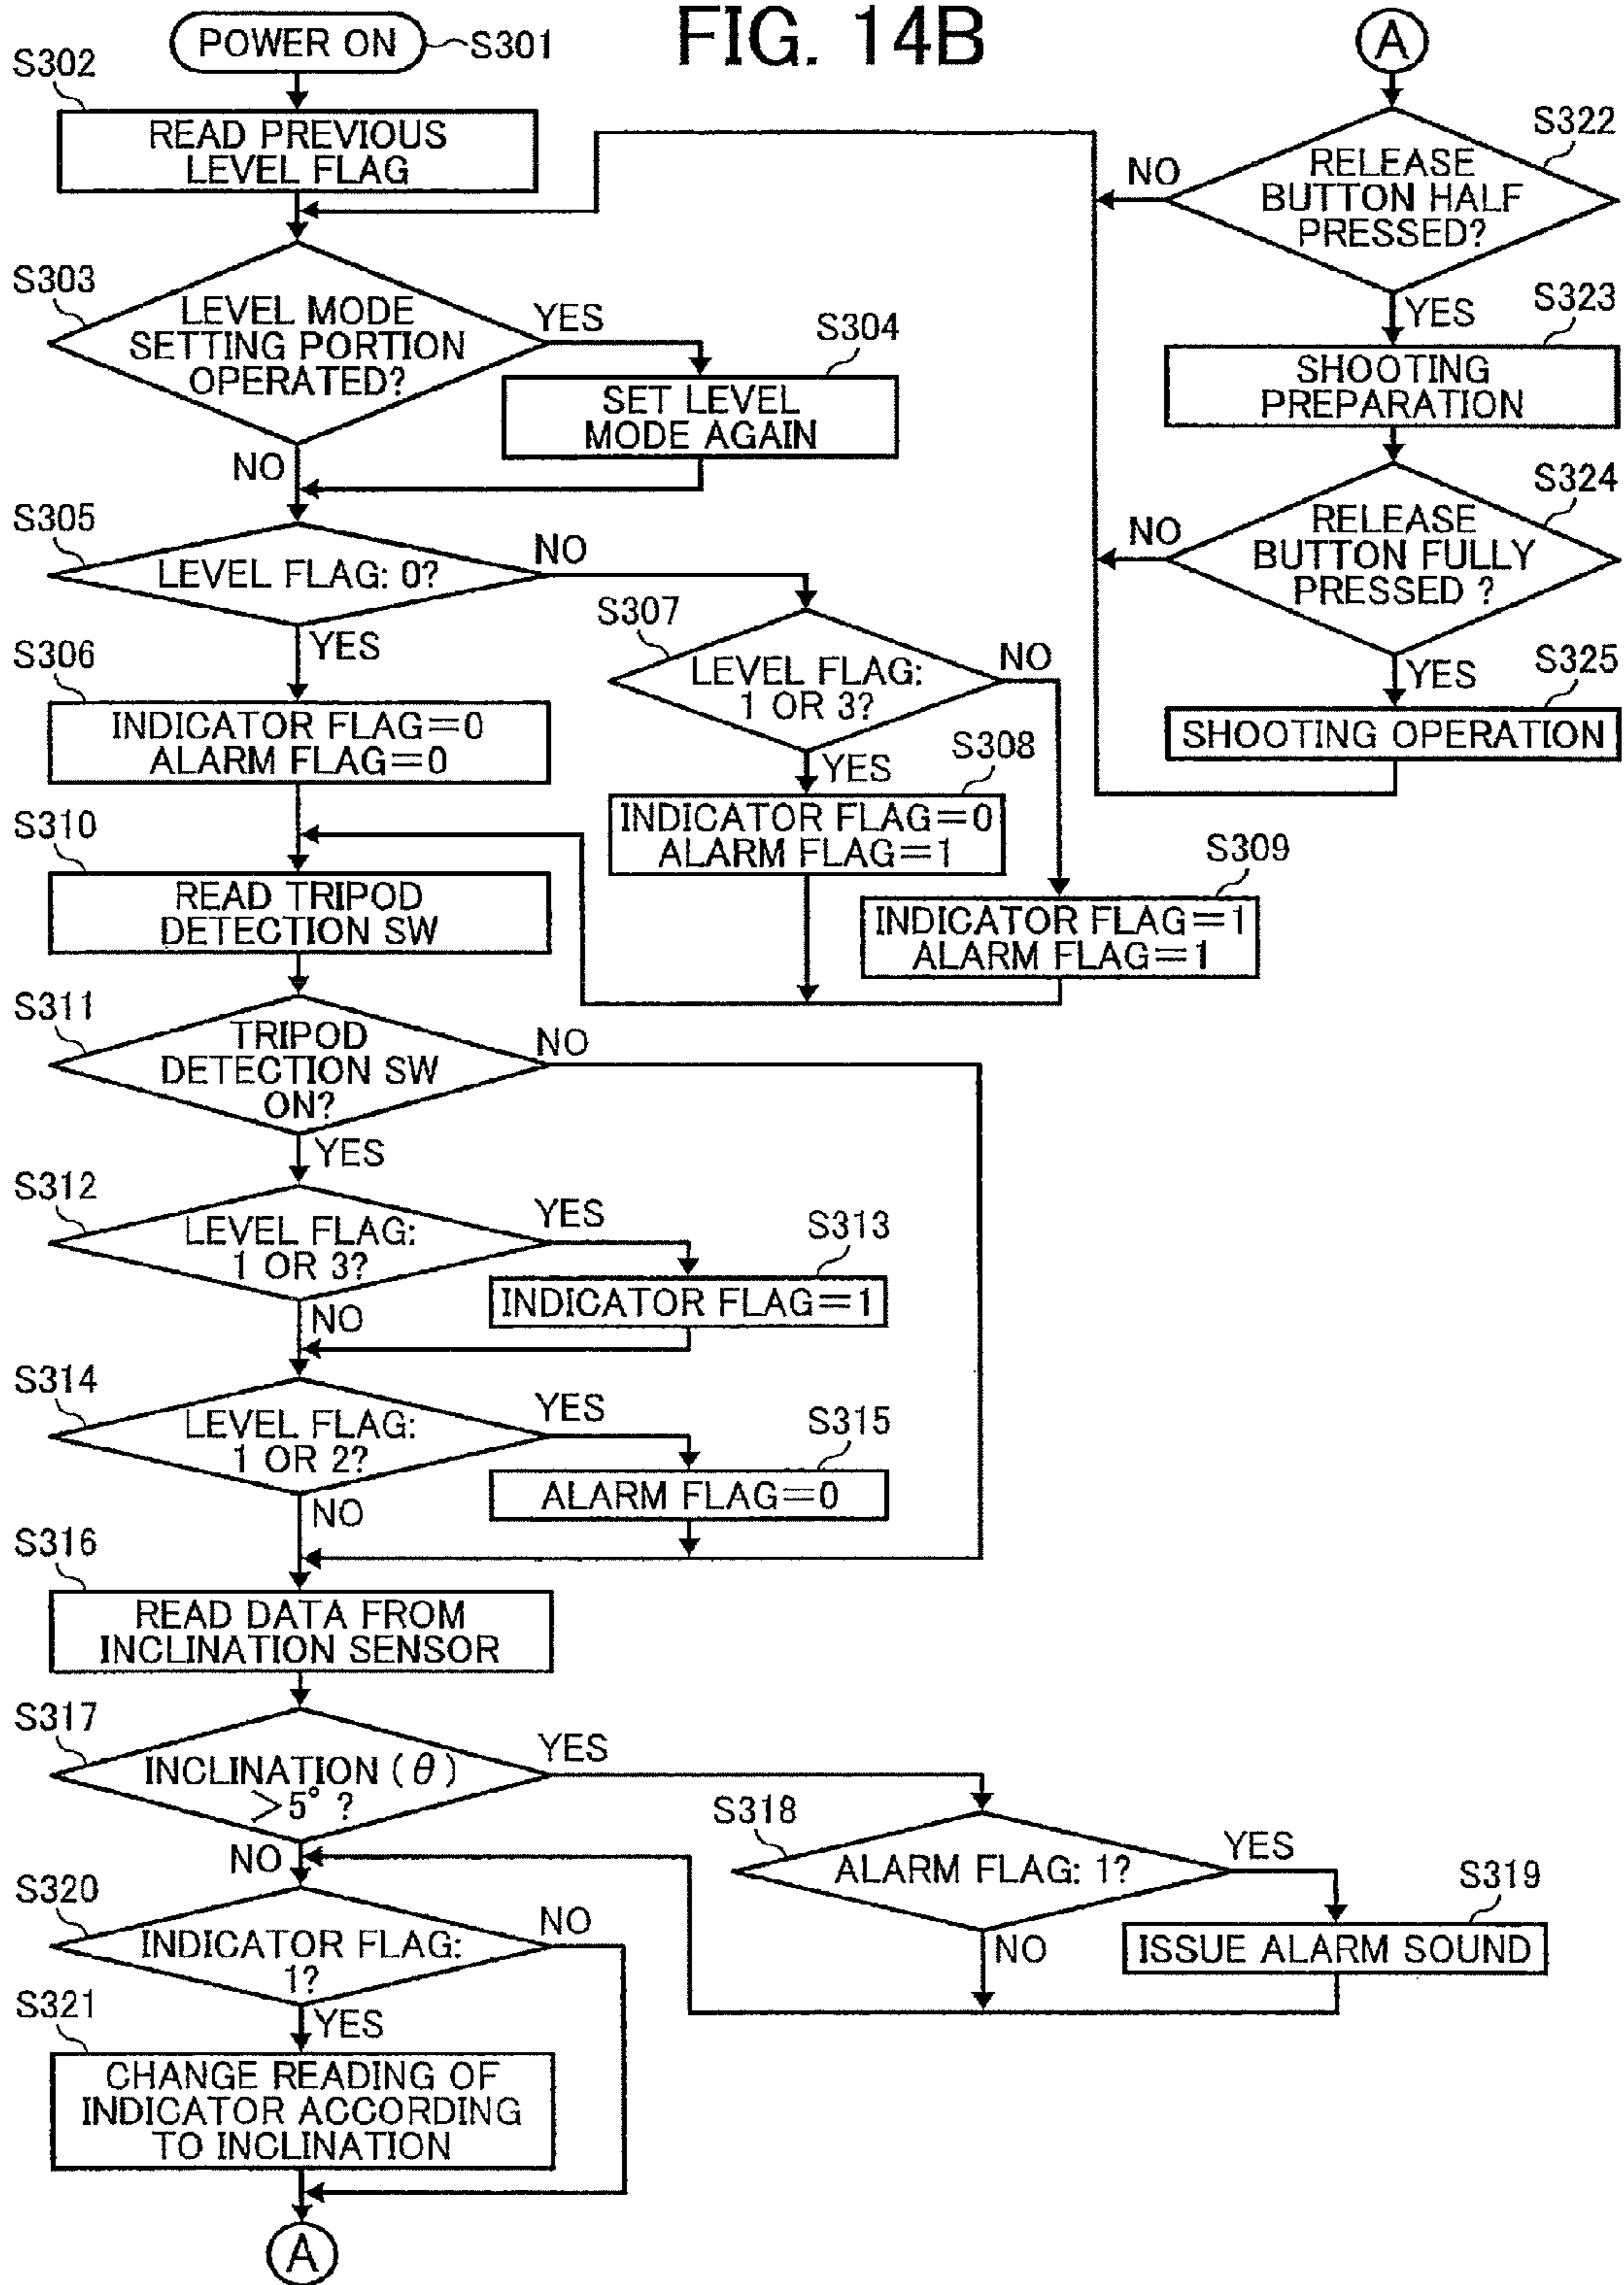 FIG. 14B
POWER ON
S301
S302
READ PREVIOUS
LEVEL FLAG
S303
LEVEL MODE
SETTING PORTION
OPERATED?
YES
NO
S304
SET LEVEL
MODE AGAIN
S305
LEVEL FLAG: 0?
NO
YES
S306
INDICATOR FLAG=0
ALARM FLAG=0
S307
LEVEL FLAG:
1 OR 3?
NO
YES
S308
INDICATOR FLAG=0
ALARM FLAG=1
S309
INDICATOR FLAG=1
ALARM FLAG=1
S310
READ TRIPOD
DETECTION SW
S311
TRIPOD
DETECTION SW
ON?
NO
YES
S312
LEVEL FLAG:
1 OR 3?
YES
NO
S313
INDICATOR FLAG=1
S314
LEVEL FLAG:
1 OR 2?
YES
NO
S315
ALARM FLAG=0
S316
READ DATA FROM
INCLINATION SENSOR
S317
INCLINATION (θ)
>5° ?
YES
NO
S318
ALARM FLAG: 1?
YES
NO
S319
ISSUE ALARM SOUND
S320
INDICATOR FLAG:
1?
NO
YES
S321
CHANGE READING OF
INDICATOR ACCORDING
TO INCLINATION
A
A
S322
RELEASE
BUTTON HALF
PRESSED?
NO
YES
S323
SHOOTING
PREPARATION
S324
RELEASE
BUTTON FULLY
PRESSED ?
NO
YES
S325
SHOOTING OPERATION